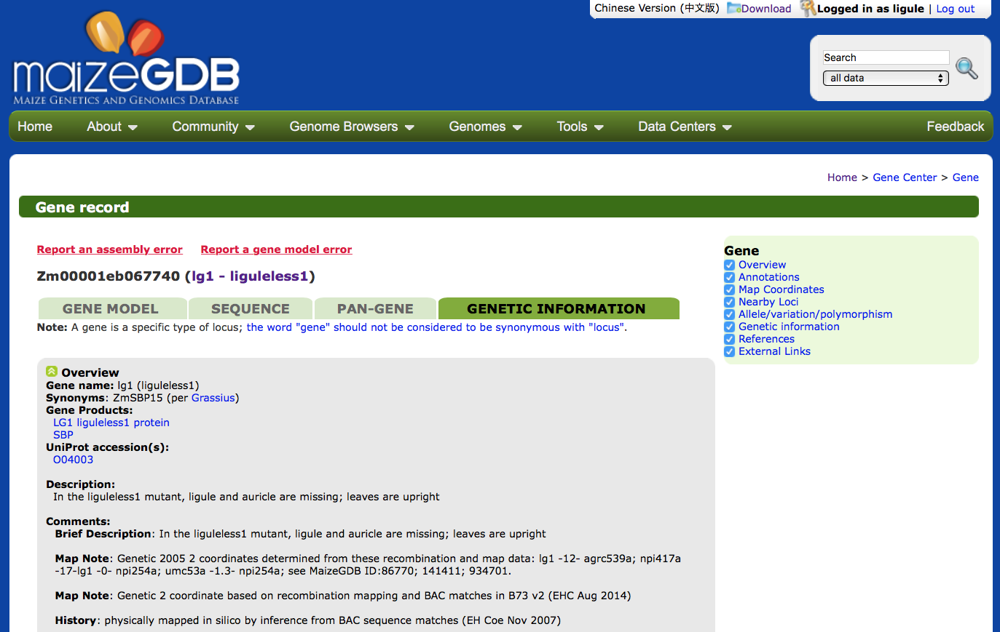 Chinese Version (中文版) Download Logged in as ligule | Log out
maizeGDB
MAIZE GENETICS AND GENOMICS DATABASE
Search
all data
Home About Community Genome Browsers Genomes Tools Data Centers Feedback
Home > Gene Center > Gene
Gene record
Report an assembly error Report a gene model error
Zm00001eb067740 (lg1 - liguleless1)
GENE MODEL SEQUENCE PAN-GENE GENETIC INFORMATION
Note: A gene is a specific type of locus; the word "gene" should not be considered to be synonymous with "locus".
Gene
Overview
Annotations
Map Coordinates
Nearby Loci
Allele/variation/polymorphism
Genetic information
References
External Links
Overview
Gene name: lg1 (liguleless1)
Synonyms: ZmSBP15 (per Grassius)
Gene Products:
LG1 liguleless1 protein
SBP
UniProt accession(s):
O04003
Description:
In the liguleless1 mutant, ligule and auricle are missing; leaves are upright
Comments:
Brief Description: In the liguleless1 mutant, ligule and auricle are missing; leaves are upright
Map Note: Genetic 2005 2 coordinates determined from these recombination and map data: lg1 -12- agrc539a; npi417a
-17-lg1 -0- npi254a; umc53a -1.3- npi254a; see MaizeGDB ID:86770; 141411; 934701.
Map Note: Genetic 2 coordinate based on recombination mapping and BAC matches in B73 v2 (EHC Aug 2014)
History: physically mapped in silico by inference from BAC sequence matches (EH Coe Nov 2007)